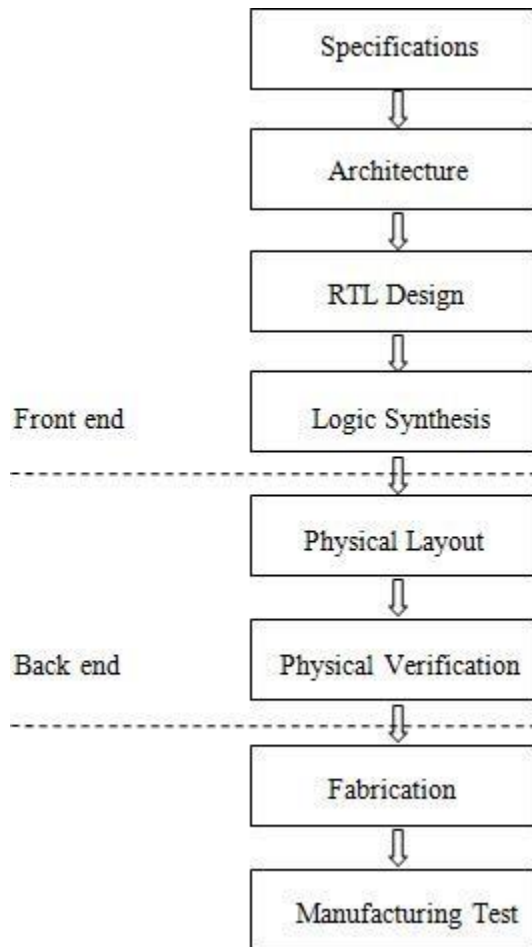 Specifications
Architecture
RTL Design
Front end
Logic Synthesis
Physical Layout
Back end
Physical Verification
Fabrication
Manufacturing Test